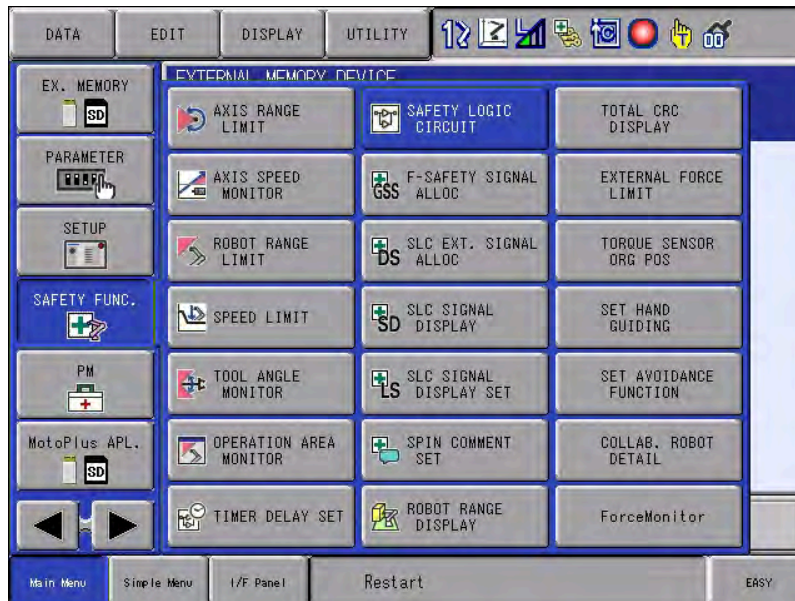 DATA
EDIT
DISPLAY
UTILITY
EX. MEMORY
SD
PARAMETER
SETUP
SAFETY FUNC.
PM
MotoPlus APL.
SD
EXTERNAL MEMORY DEVICE
AXIS RANGE
LIMIT
AXIS SPEED
MONITOR
ROBOT RANGE
LIMIT
SPEED LIMIT
TOOL ANGLE
MONITOR
OPERATION AREA
MONITOR
TIMER DELAY SET
SAFETY LOGIC
CIRCUIT
GSS
F-SAFETY SIGNAL
ALLOC
DS
SLC EXT. SIGNAL
ALLOC
SD
SLC SIGNAL
DISPLAY
LS
SLC SIGNAL
DISPLAY SET
SPIN COMMENT
SET
ROBOT RANGE
DISPLAY
TOTAL CRC
DISPLAY
EXTERNAL FORCE
LIMIT
TORQUE SENSOR
ORG POS
SET HAND
GUIDING
SET AVOIDANCE
FUNCTION
COLLAB. ROBOT
DETAIL
ForceMonitor
Main Menu
Simple Menu
I/F Panel
Restart
EASY